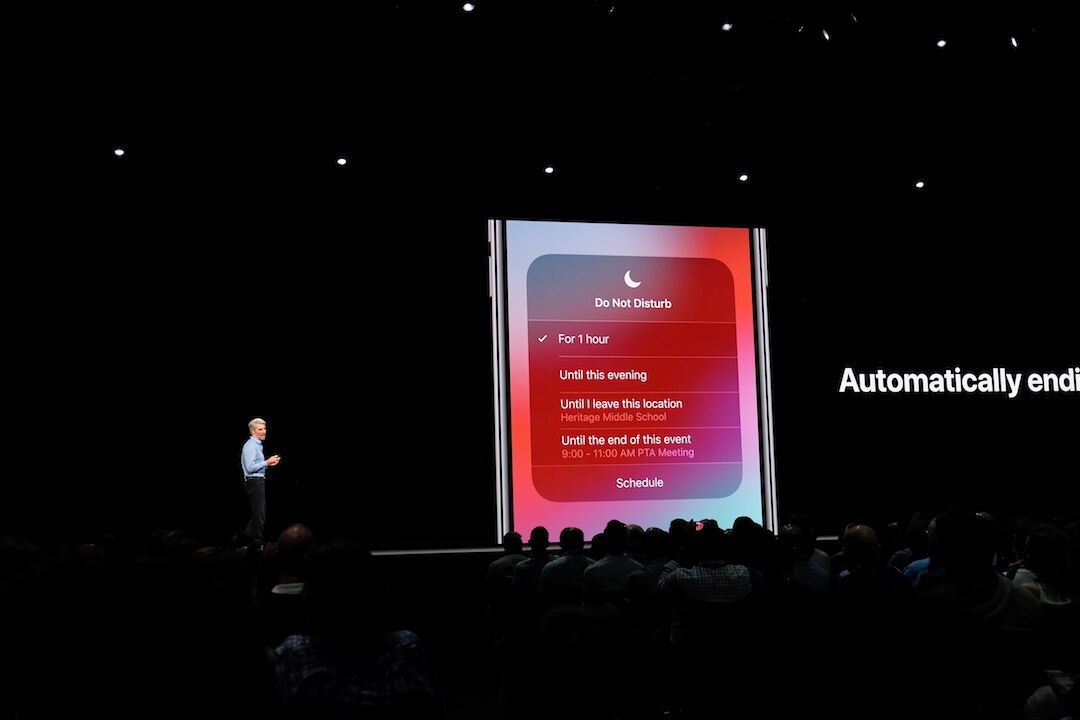 Do Not Disturb
For 1 hour
Until this evening
Until I leave this location
Heritage Middle School
Until the end of this event
9:00 - 11:00 AM PTA Meeting
Schedule
Automatically endi